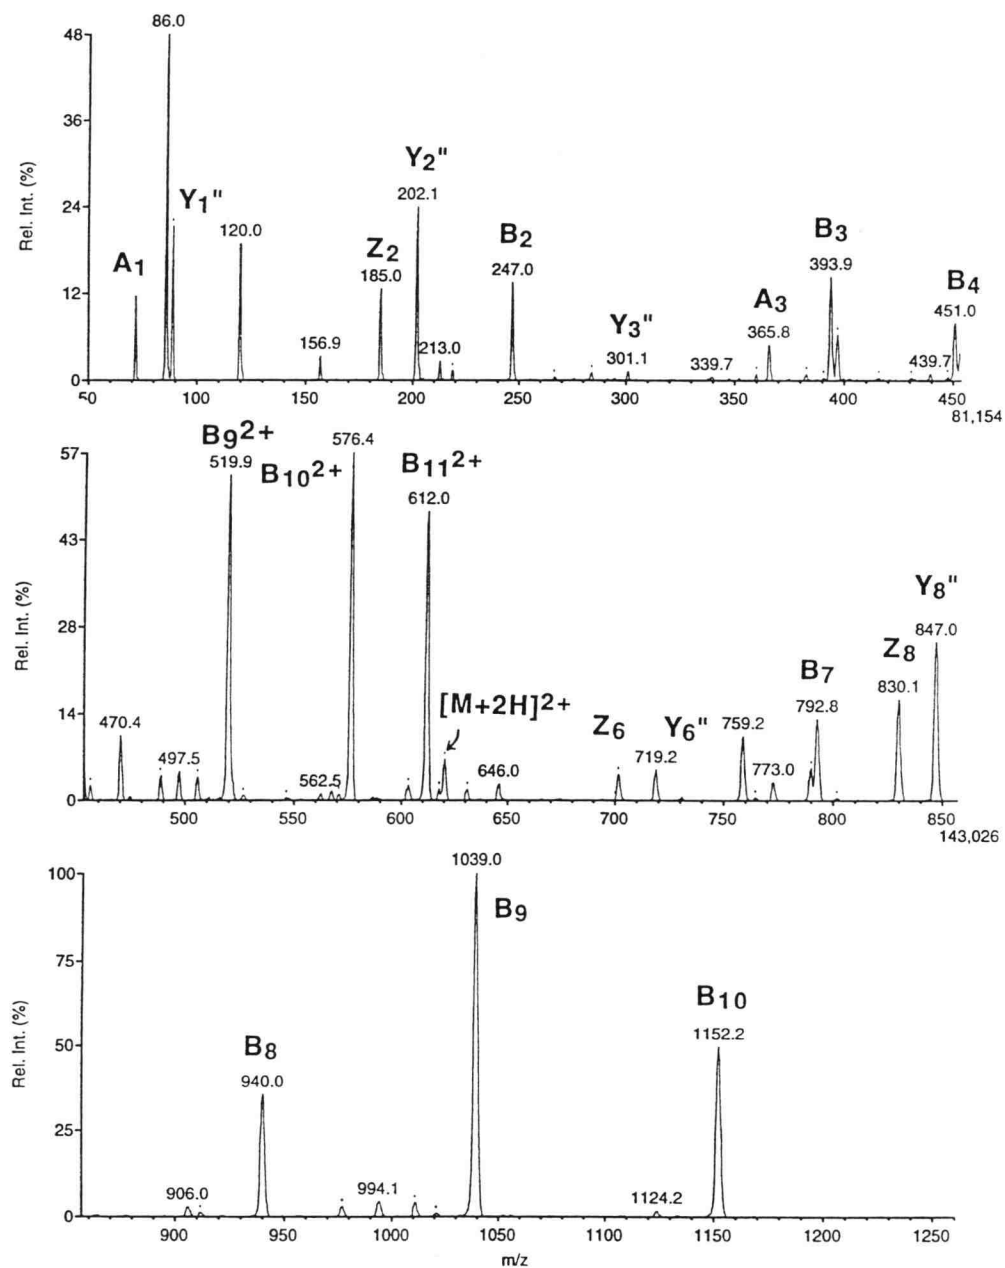 86.0
48
36
24
12
0
Rel. Int. (%)
A1
Y1"
120.0
156.9
Z2
185.0
Y2"
202.1
213.0
B2
247.0
Y3"
301.1
339.7
A3
365.8
B3
393.9
439.7
B4
451.0
50 100 150 200 250 300 350 400 450
81,154
57
43
28
14
0
Rel. Int. (%)
470.4
497.5
B9 2+
519.9
562.5
B10 2+
576.4
B11 2+
612.0
[M+2H]2+
646.0
Z6
Y6"
719.2
759.2
773.0
B7
792.8
Z8
830.1
Y8"
847.0
500 550 600 650 700 750 800 850
143,026
100
75
50
25
0
Rel. Int. (%)
906.0
B8
940.0
994.1
1039.0
B9
1124.2
B10
1152.2
900 1000 1050 1100 1200 1250
m/z